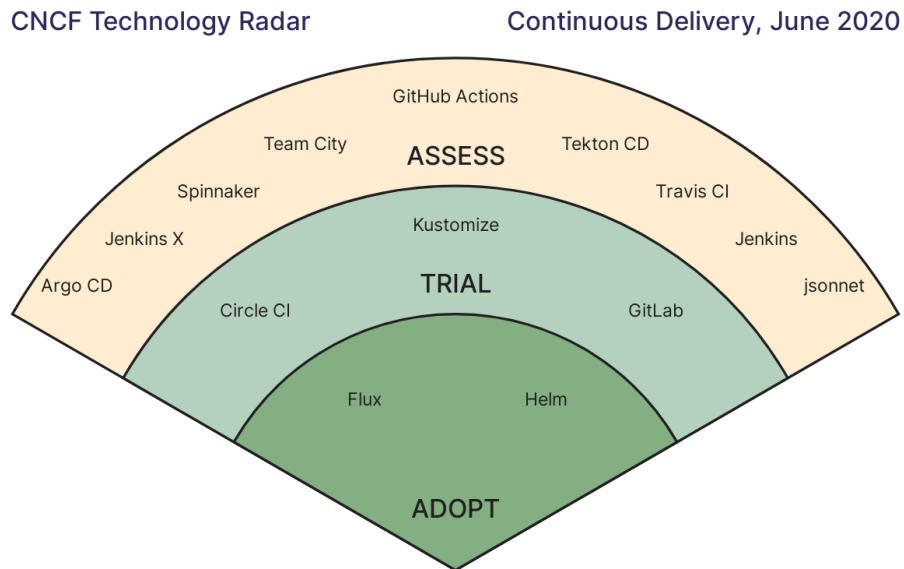 CNCF Technology Radar
Continuous Delivery, June 2020
GitHub Actions
Team City
Tekton CD
ASSESS
Spinnaker
Travis CI
Kustomize
Jenkins X
Jenkins
TRIAL
Argo CD
jsonnet
Circle CI
GitLab
Flux
Helm
ADOPT